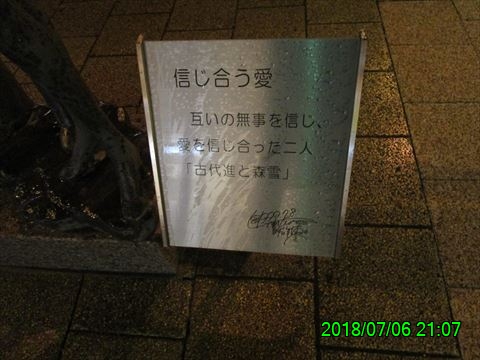 信じ合う愛
互いの無事を信じ、
愛を信じ合った二人
「古代進と森雪」
2018/07/06 21:07